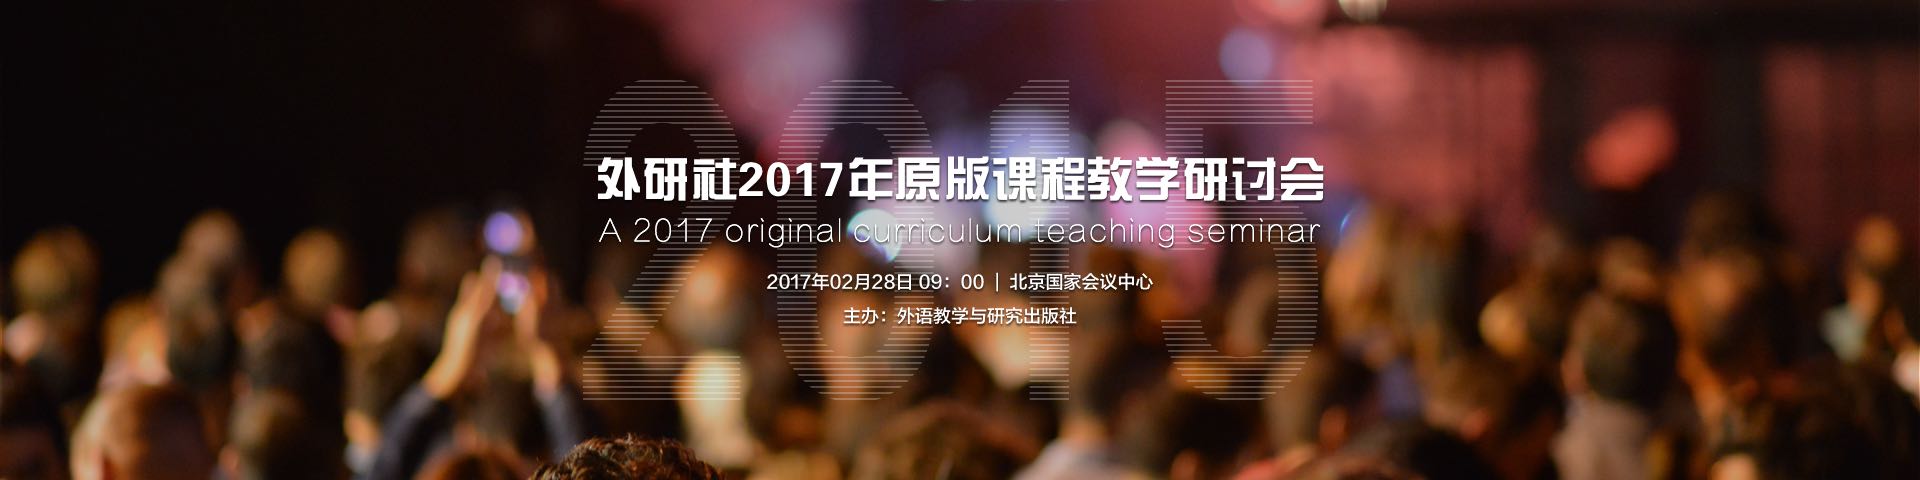 2015
外研社2017年原版课程教学研讨会
A 2017 original curriculum teaching seminar
2017年02月28日 09：00 | 北京国家会议中心
主办：外语教学与研究出版社